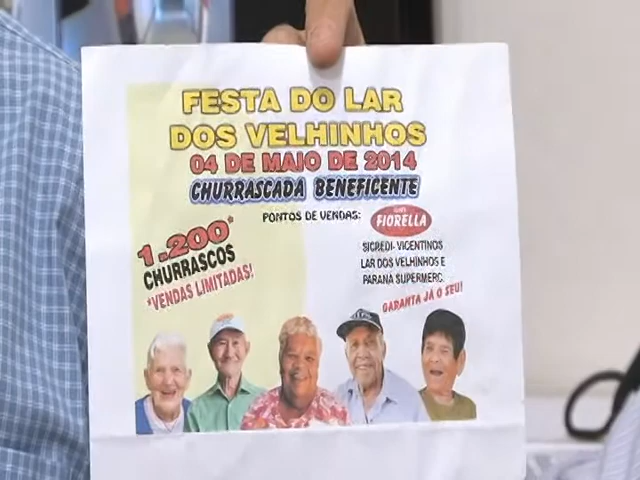 FESTA DO LAR
DOS VELHINHOS
04 DE MAIO DE 2014
CHURRASCADA BENEFICENTE
PONTOS DE VENDAS:
FIORELLA
1.200*
CHURRASCOS
*VENDAS LIMITADAS!
SICREDI- VICENTINOS
LAR DOS VELHINHOS E
PARANÁ SUPERMERC.
GARANTA JÁ O SEU!